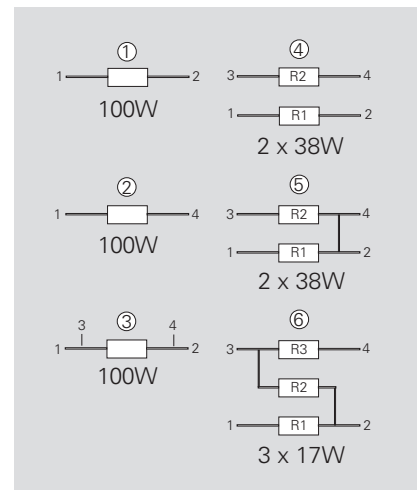 ①
1 2
100W
②
1 4
100W
③
3 4
1 2
100W
④
3 R2 4
1 R1 2
2 x 38W
⑤
3 R2 4
1 R1 2
2 x 38W
⑥
3 R3 4
R2
1 R1 2
3 x 17W